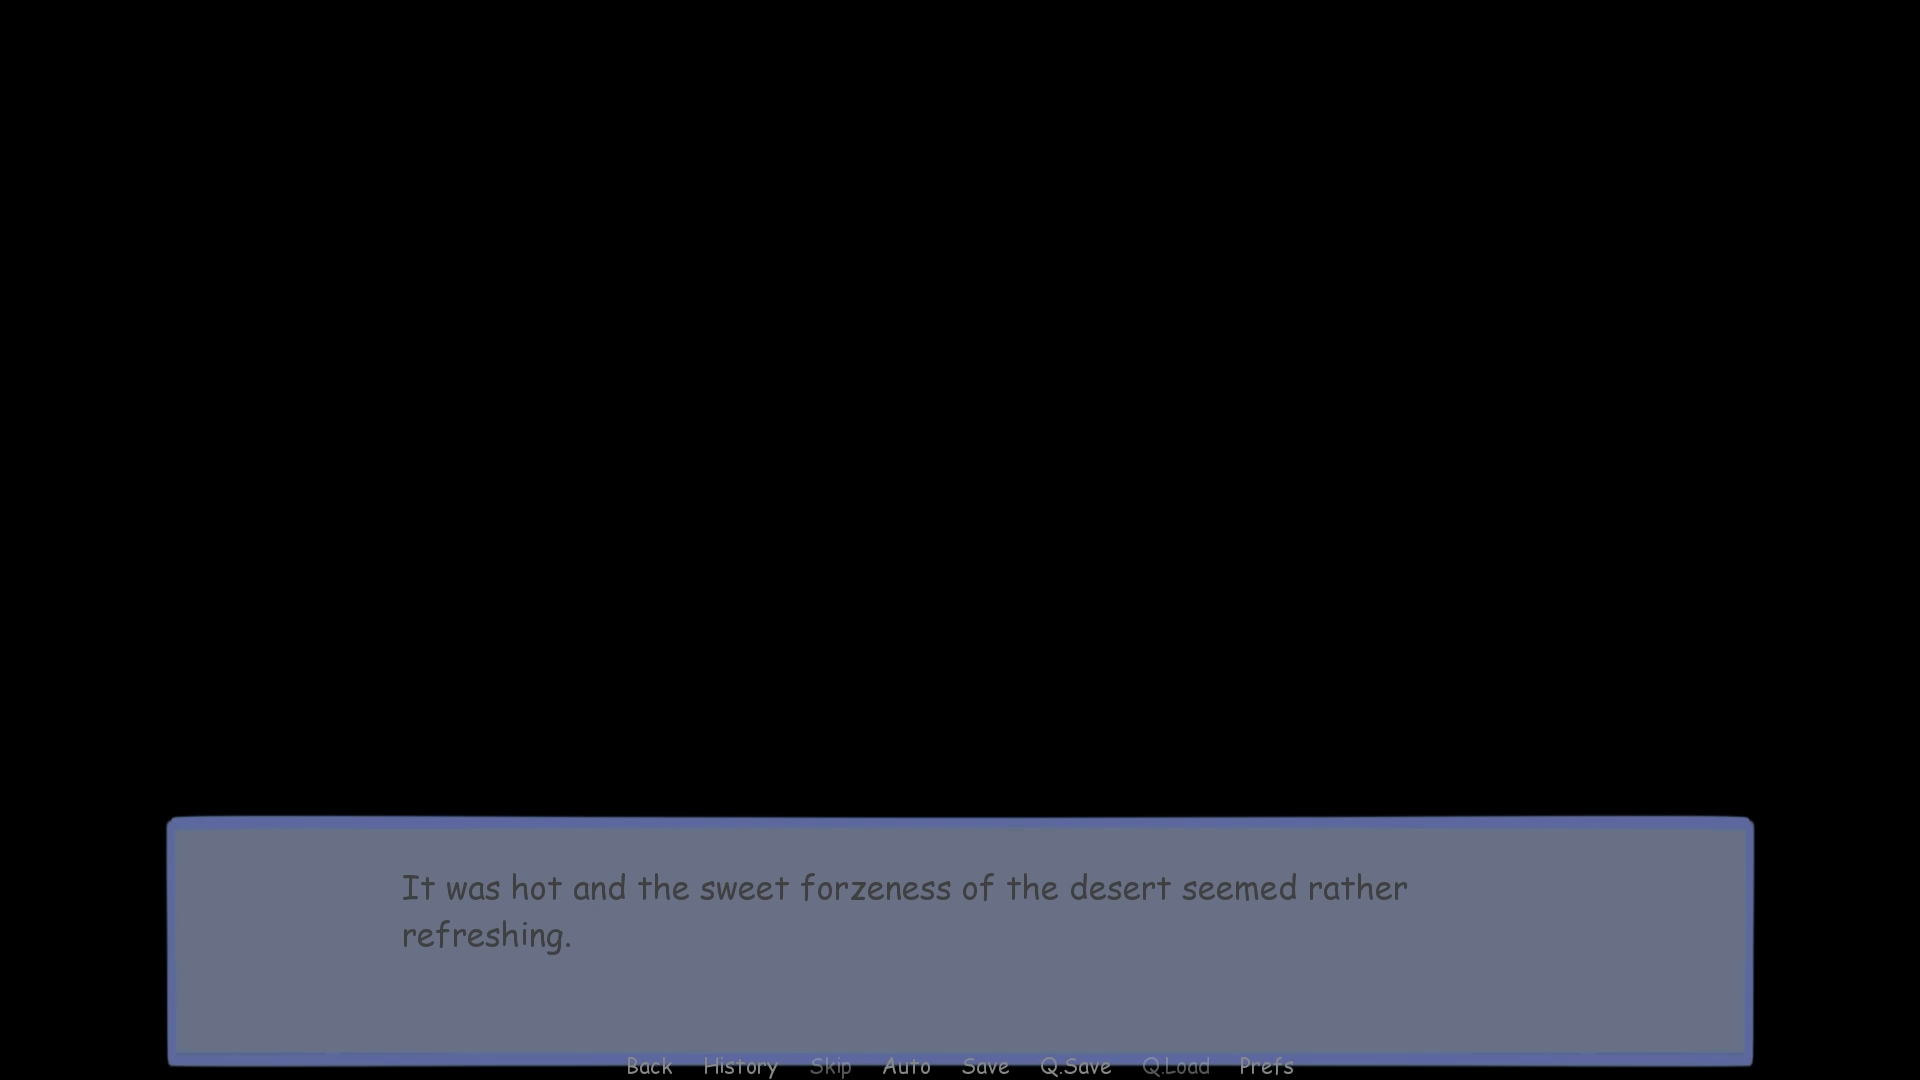 It was hot and the sweet forzeness of the desert seemed rather
refreshing.
Back History Skip Auto Save Q.Save Q.Load Prefs